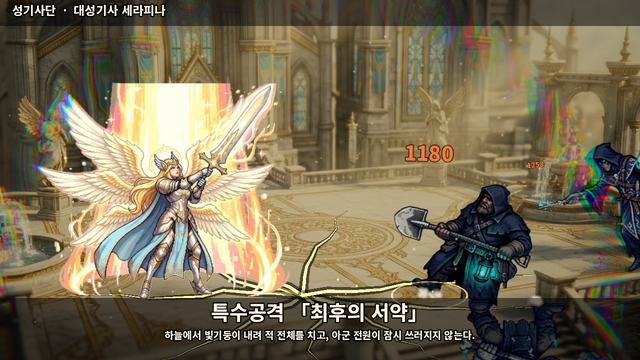 성기사단 · 대성기사 세라피나
1180
특수공격 「최후의 서약」
하늘에서 빛기둥이 내려 적 전체를 치고, 아군 전원이 잠시 쓰러지지 않는다.